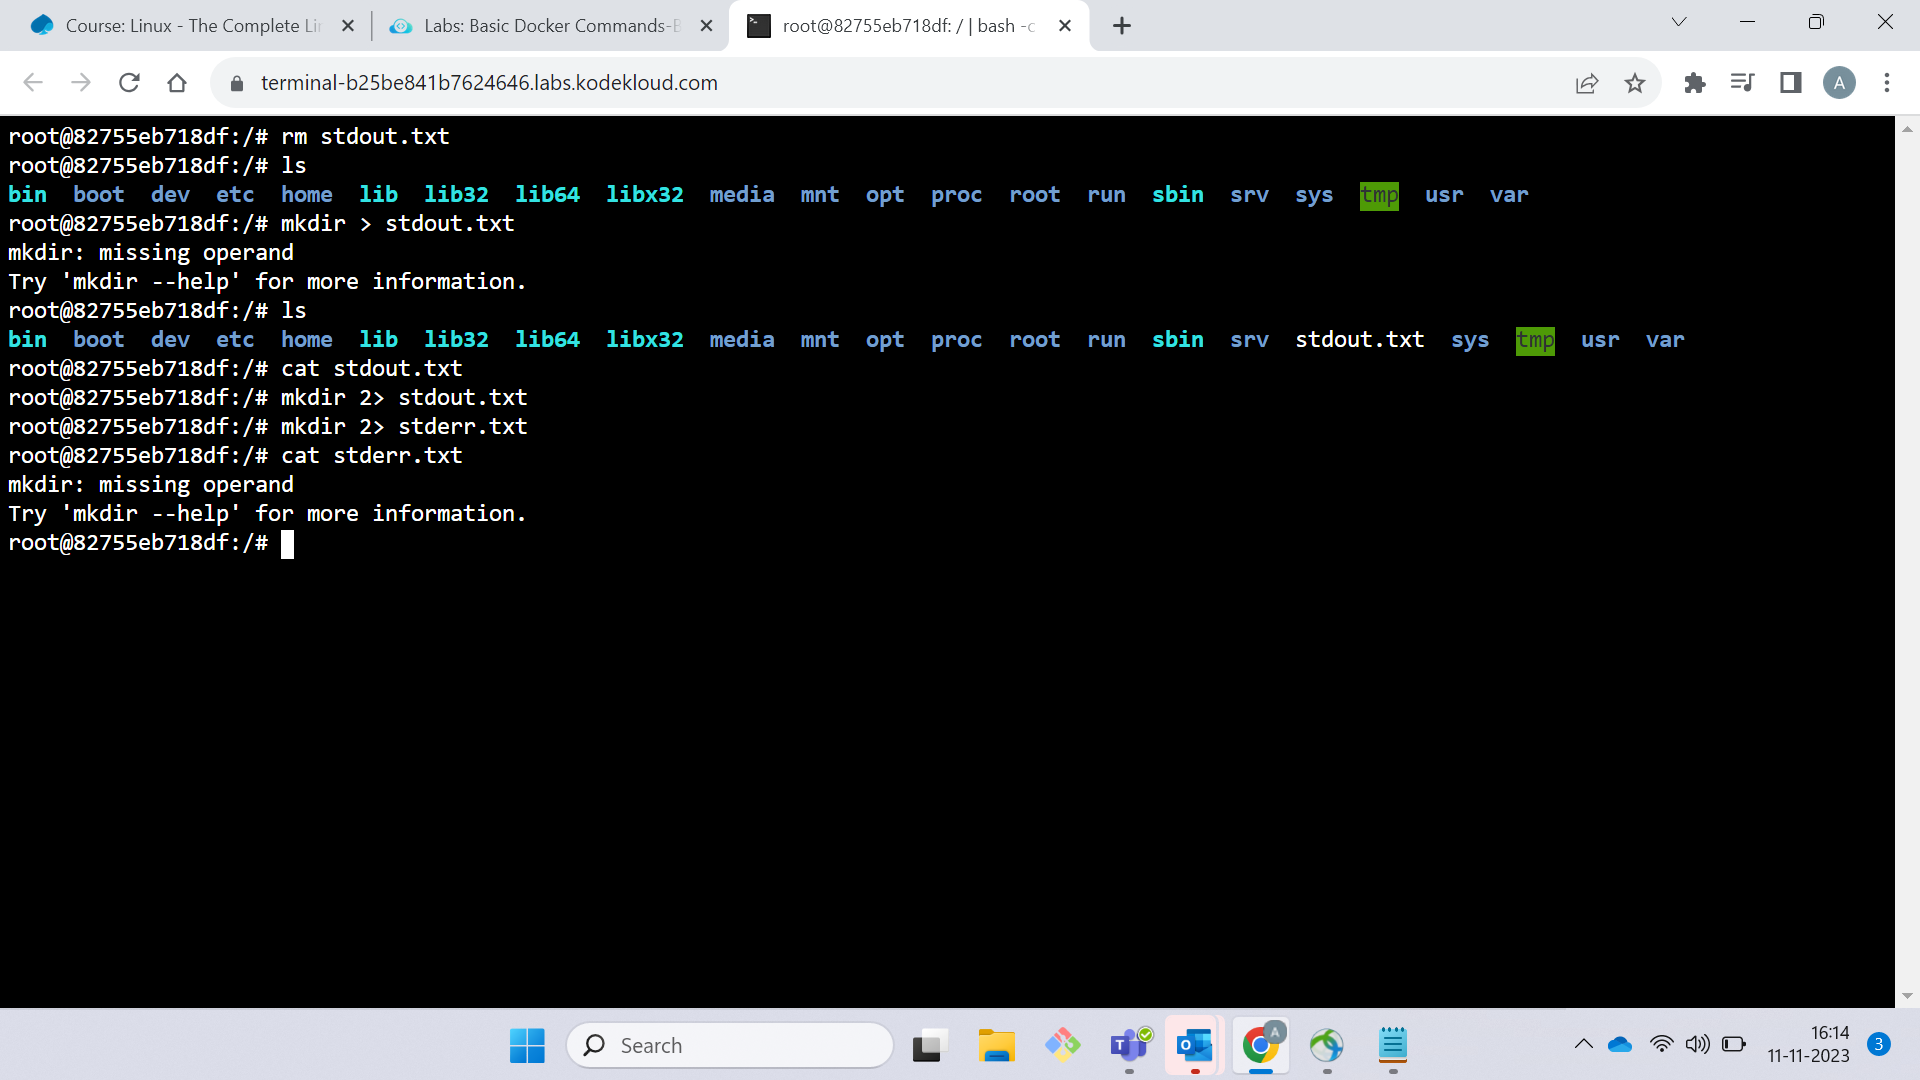 Course: Linux - The Complete Lin
Labs: Basic Docker Commands-B
root@82755eb718df: / | bash -c
terminal-b25be841b7624646.labs.kodekloud.com
A
root@82755eb718df:/# rm stdout.txt
root@82755eb718df:/# ls
bin boot dev etc home lib lib32 lib64 libx32 media mnt opt proc root run sbin srv sys tmp usr var
root@82755eb718df:/# mkdir > stdout.txt
mkdir: missing operand
Try 'mkdir --help' for more information.
root@82755eb718df:/# ls
bin boot dev etc home lib lib32 lib64 libx32 media mnt opt proc root run sbin srv stdout.txt sys tmp usr var
root@82755eb718df:/# cat stdout.txt
root@82755eb718df:/# mkdir 2> stdout.txt
root@82755eb718df:/# mkdir 2> stderr.txt
root@82755eb718df:/# cat stderr.txt
mkdir: missing operand
Try 'mkdir --help' for more information.
root@82755eb718df:/#
Search
T
O
A
16:14
11-11-2023
3